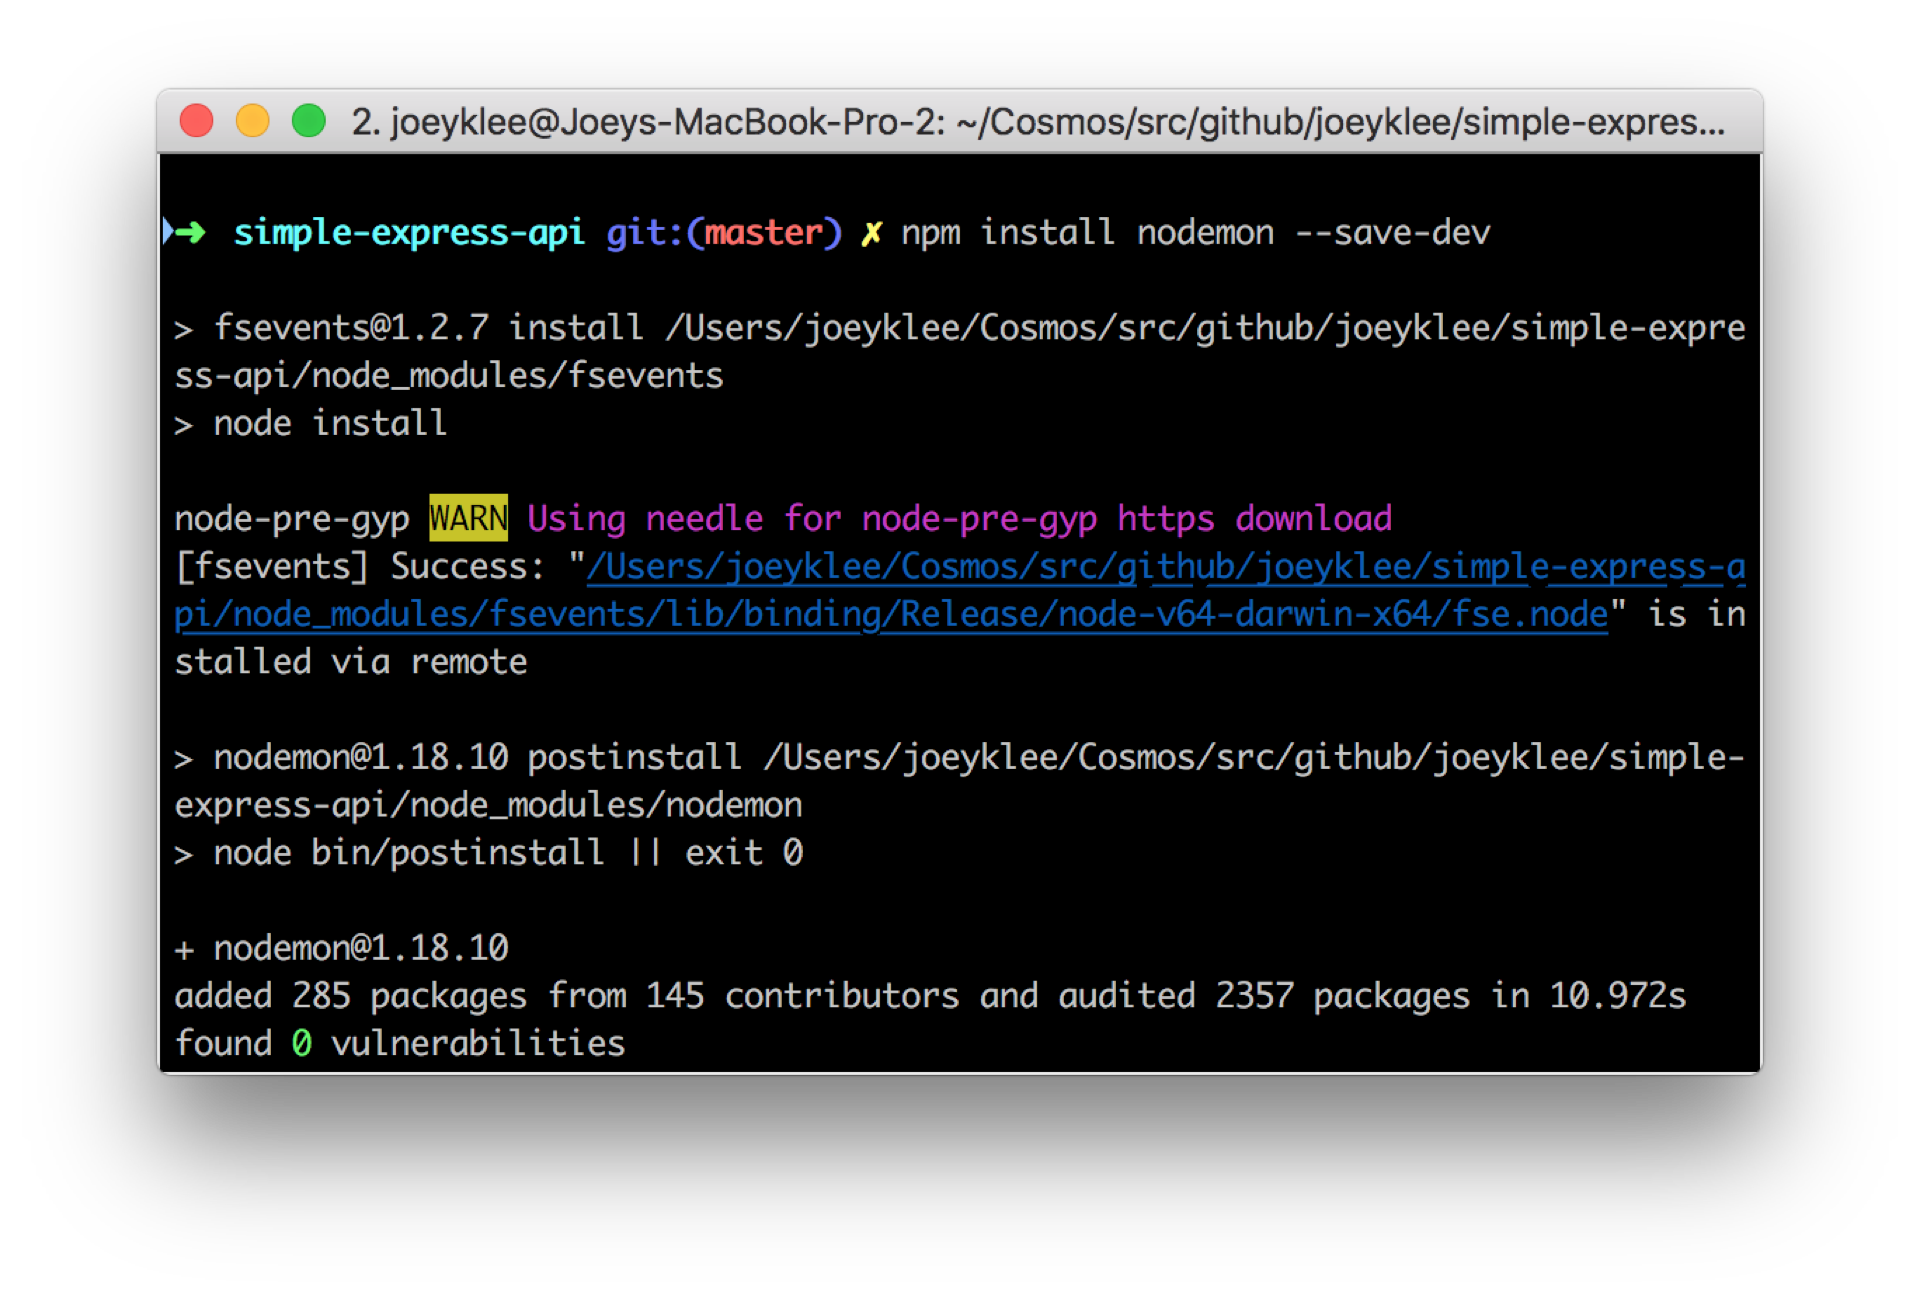 2. joeyklee@Joeys-MacBook-Pro-2: ~/Cosmos/src/github/joeyklee/simple-expres...
➜ simple-express-api git:(master) ✗ npm install nodemon --save-dev
> fsevents@1.2.7 install /Users/joeyklee/Cosmos/src/github/joeyklee/simple-expre
ss-api/node_modules/fsevents
> node install
node-pre-gyp WARN Using needle for node-pre-gyp https download
[fsevents] Success: "/Users/joeyklee/Cosmos/src/github/joeyklee/simple-express-a
pi/node_modules/fsevents/lib/binding/Release/node-v64-darwin-x64/fse.node" is in
stalled via remote
> nodemon@1.18.10 postinstall /Users/joeyklee/Cosmos/src/github/joeyklee/simple-
express-api/node_modules/nodemon
> node bin/postinstall || exit 0
+ nodemon@1.18.10
added 285 packages from 145 contributors and audited 2357 packages in 10.972s
found 0 vulnerabilities